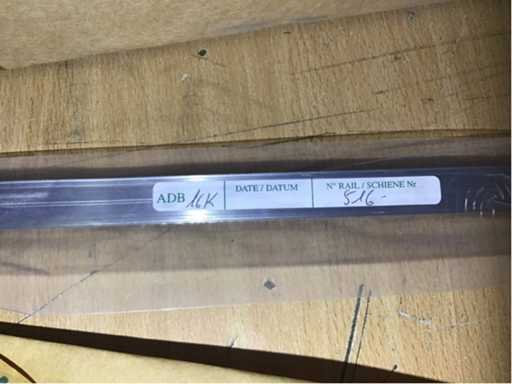 ADB 16K DATE / DATUM N° RAIL / SCHIENE Nr
516-